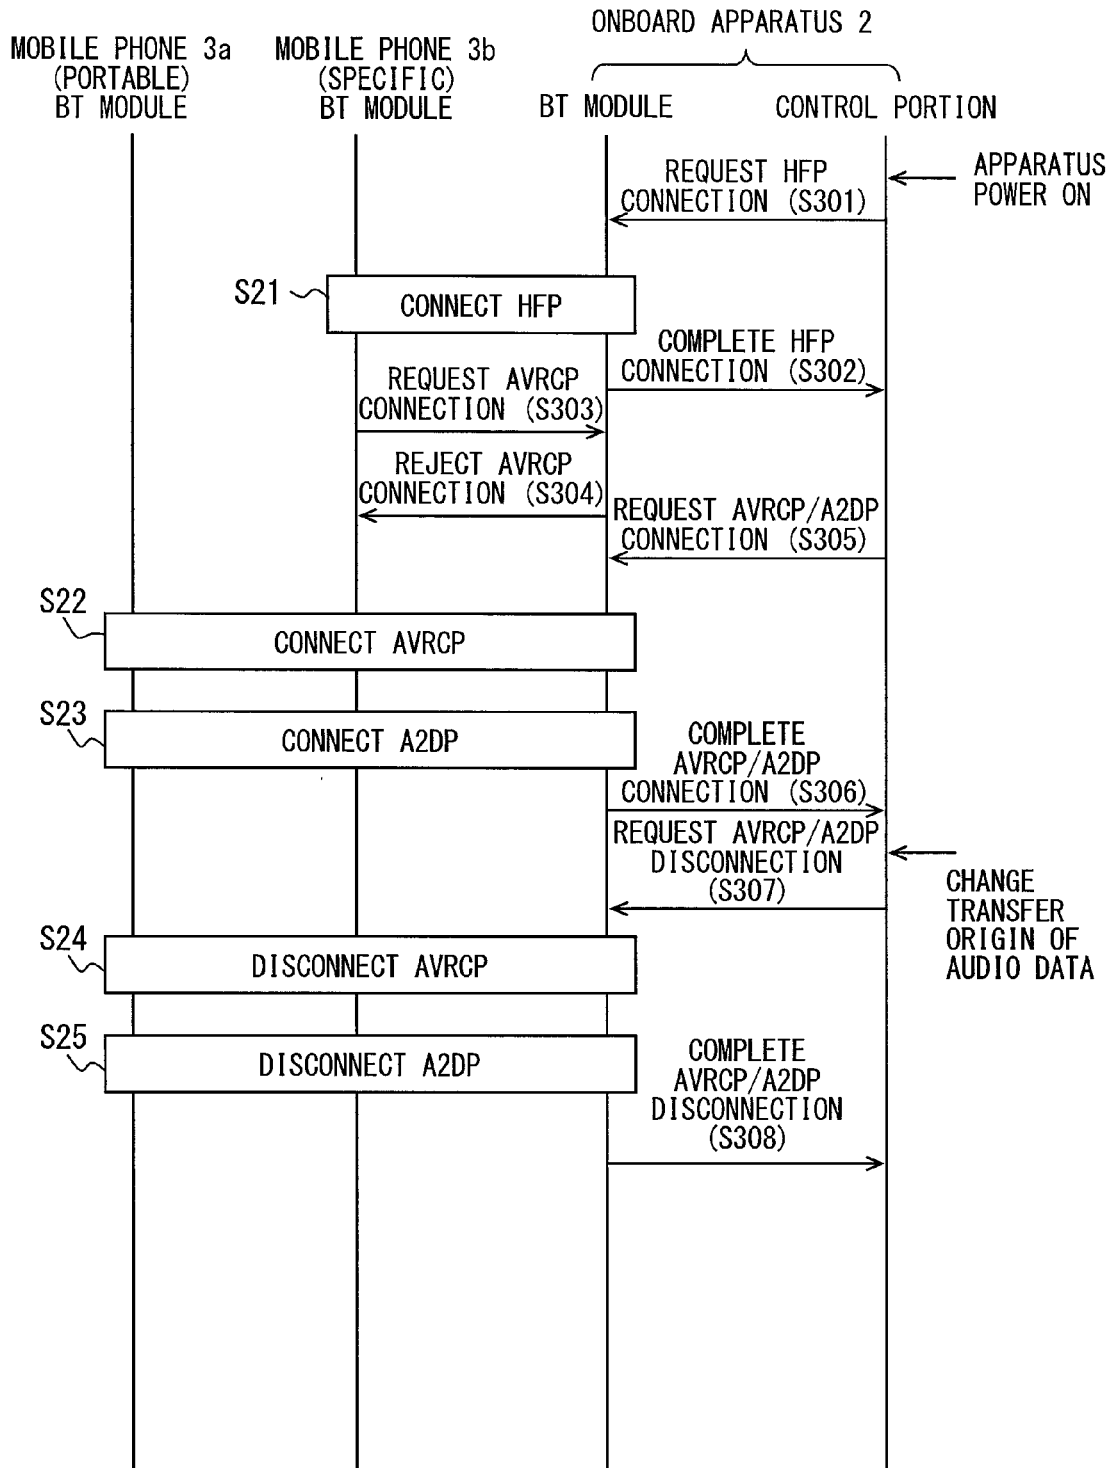 ONBOARD APPARATUS 2
MOBILE PHONE 3a
(PORTABLE)
BT MODULE
MOBILE PHONE 3b
(SPECIFIC)
BT MODULE
BT MODULE
CONTROL PORTION
REQUEST HFP
CONNECTION (S301)
APPARATUS
POWER ON
S21
CONNECT HFP
COMPLETE HFP
CONNECTION (S302)
REQUEST AVRCP
CONNECTION (S303)
REJECT AVRCP
CONNECTION (S304)
REQUEST AVRCP/A2DP
CONNECTION (S305)
S22
CONNECT AVRCP
S23
CONNECT A2DP
COMPLETE
AVRCP/A2DP
CONNECTION (S306)
REQUEST AVRCP/A2DP
DISCONNECTION
(S307)
CHANGE
TRANSFER
ORIGIN OF
AUDIO DATA
S24
DISCONNECT AVRCP
S25
DISCONNECT A2DP
COMPLETE
AVRCP/A2DP
DISCONNECTION
(S308)